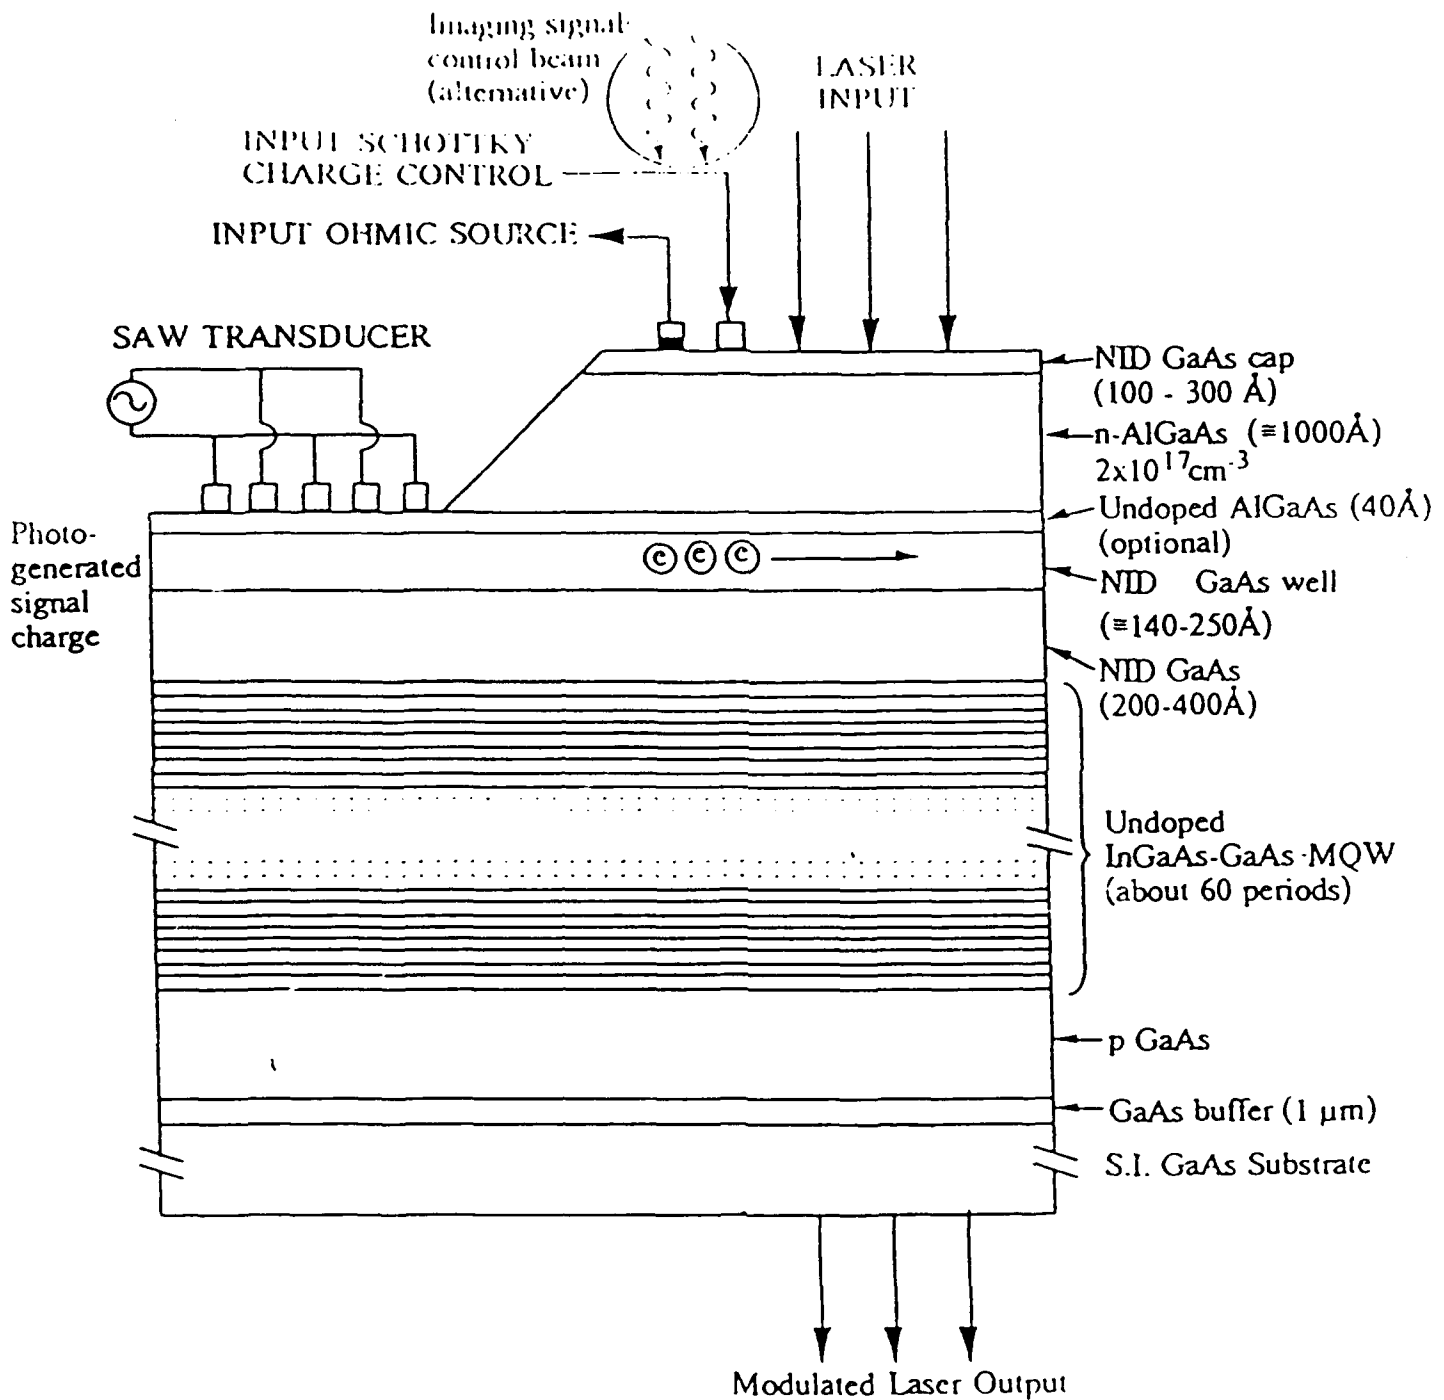 Imaging signal-
control beam
(alternative)
LASER
INPUT
INPUT SCHOTTKY
CHARGE CONTROL
INPUT OHMIC SOURCE
SAW TRANSDUCER
NID GaAs cap
(100 - 300 Å)
n-AlGaAs (≅1000Å)
2x10¹⁷cm⁻³
Undoped AlGaAs (40Å)
(optional)
Photo-
generated
signal
charge
e e e
NID GaAs well
(≅140-250Å)
NID GaAs
(200-400Å)
Undoped
InGaAs-GaAs-MQW
(about 60 periods)
p GaAs
GaAs buffer (1 µm)
S.I. GaAs Substrate
Modulated Laser Output